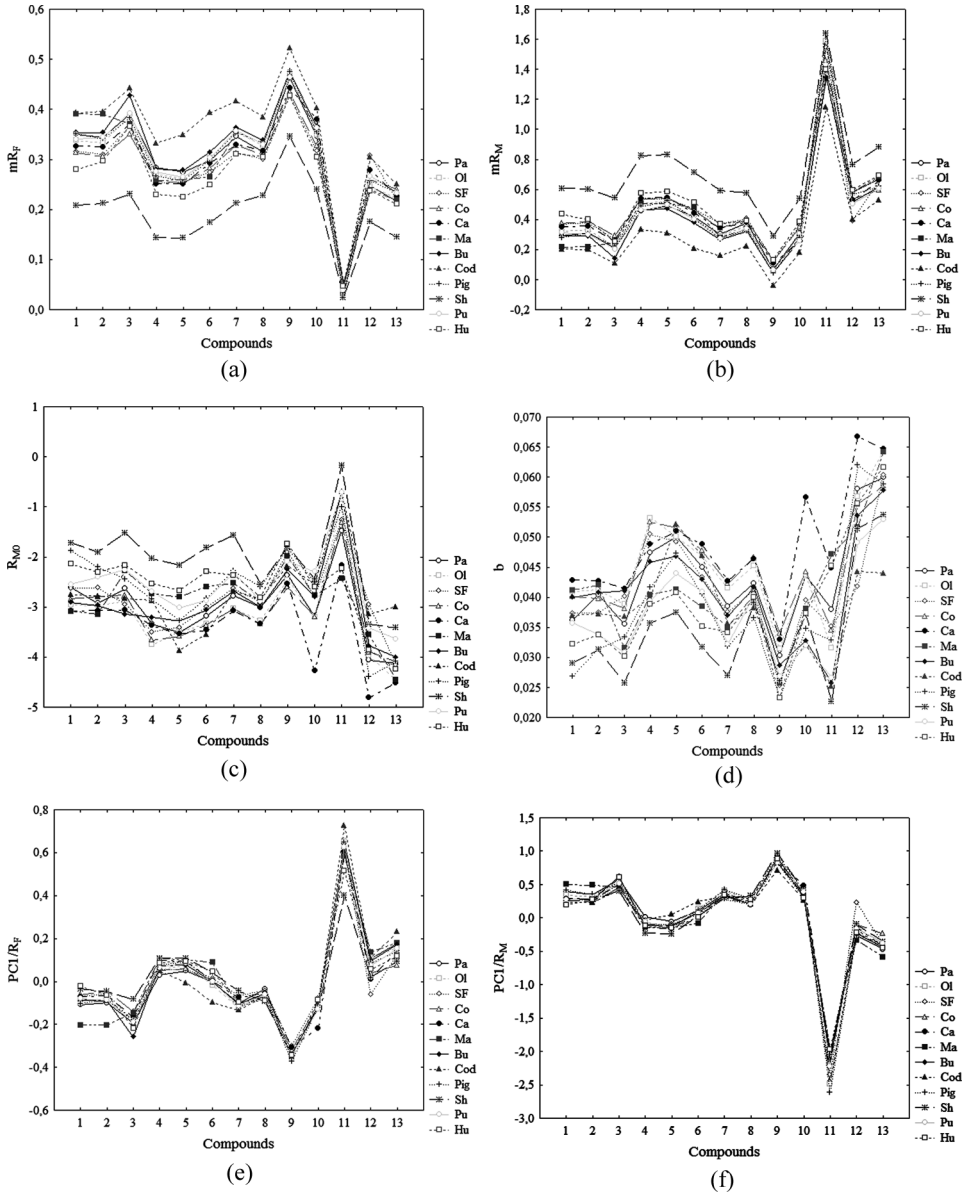 mR_F
0,6
0,5
0,4
0,3
0,2
0,1
0,0
1 2 3 4 5 6 7 8 9 10 11 12 13
Compounds
Pa
Ol
SF
Co
Ca
Ma
Bu
Cod
Pig
Sh
Pu
Hu
(a)
mR_M
1,8
1,6
1,4
1,2
1,0
0,8
0,6
0,4
0,2
0,0
-0,2
1 2 3 4 5 6 7 8 9 10 11 12 13
Compounds
Pa
Ol
SF
Co
Ca
Ma
Bu
Cod
Pig
Sh
Pu
Hu
(b)
R_M0
1
0
-1
-2
-3
-4
-5
1 2 3 4 5 6 7 8 9 10 11 12 13
Compounds
Pa
Ol
SF
Co
Ca
Ma
Bu
Cod
Pig
Sh
Pu
Hu
(c)
b
0,070
0,065
0,060
0,055
0,050
0,045
0,040
0,035
0,030
0,025
0,020
1 2 3 4 5 6 7 8 9 10 11 12 13
Compounds
Pa
Ol
SF
Co
Ca
Ma
Bu
Cod
Pig
Sh
Pu
Hu
(d)
PC1/R_F
0,8
0,6
0,4
0,2
0,0
-0,2
-0,4
-0,6
1 2 3 4 5 6 7 8 9 10 11 12 13
Compounds
Pa
Ol
SF
Co
Ca
Ma
Bu
Cod
Pig
Sh
Pu
Hu
(e)
PC1/R_M
1,5
1,0
0,5
0,0
-0,5
-1,0
-1,5
-2,0
-2,5
-3,0
1 2 3 4 5 6 7 8 9 10 11 12 13
Compounds
Pa
Ol
SF
Co
Ca
Ma
Bu
Cod
Pig
Sh
Pu
Hu
(f)